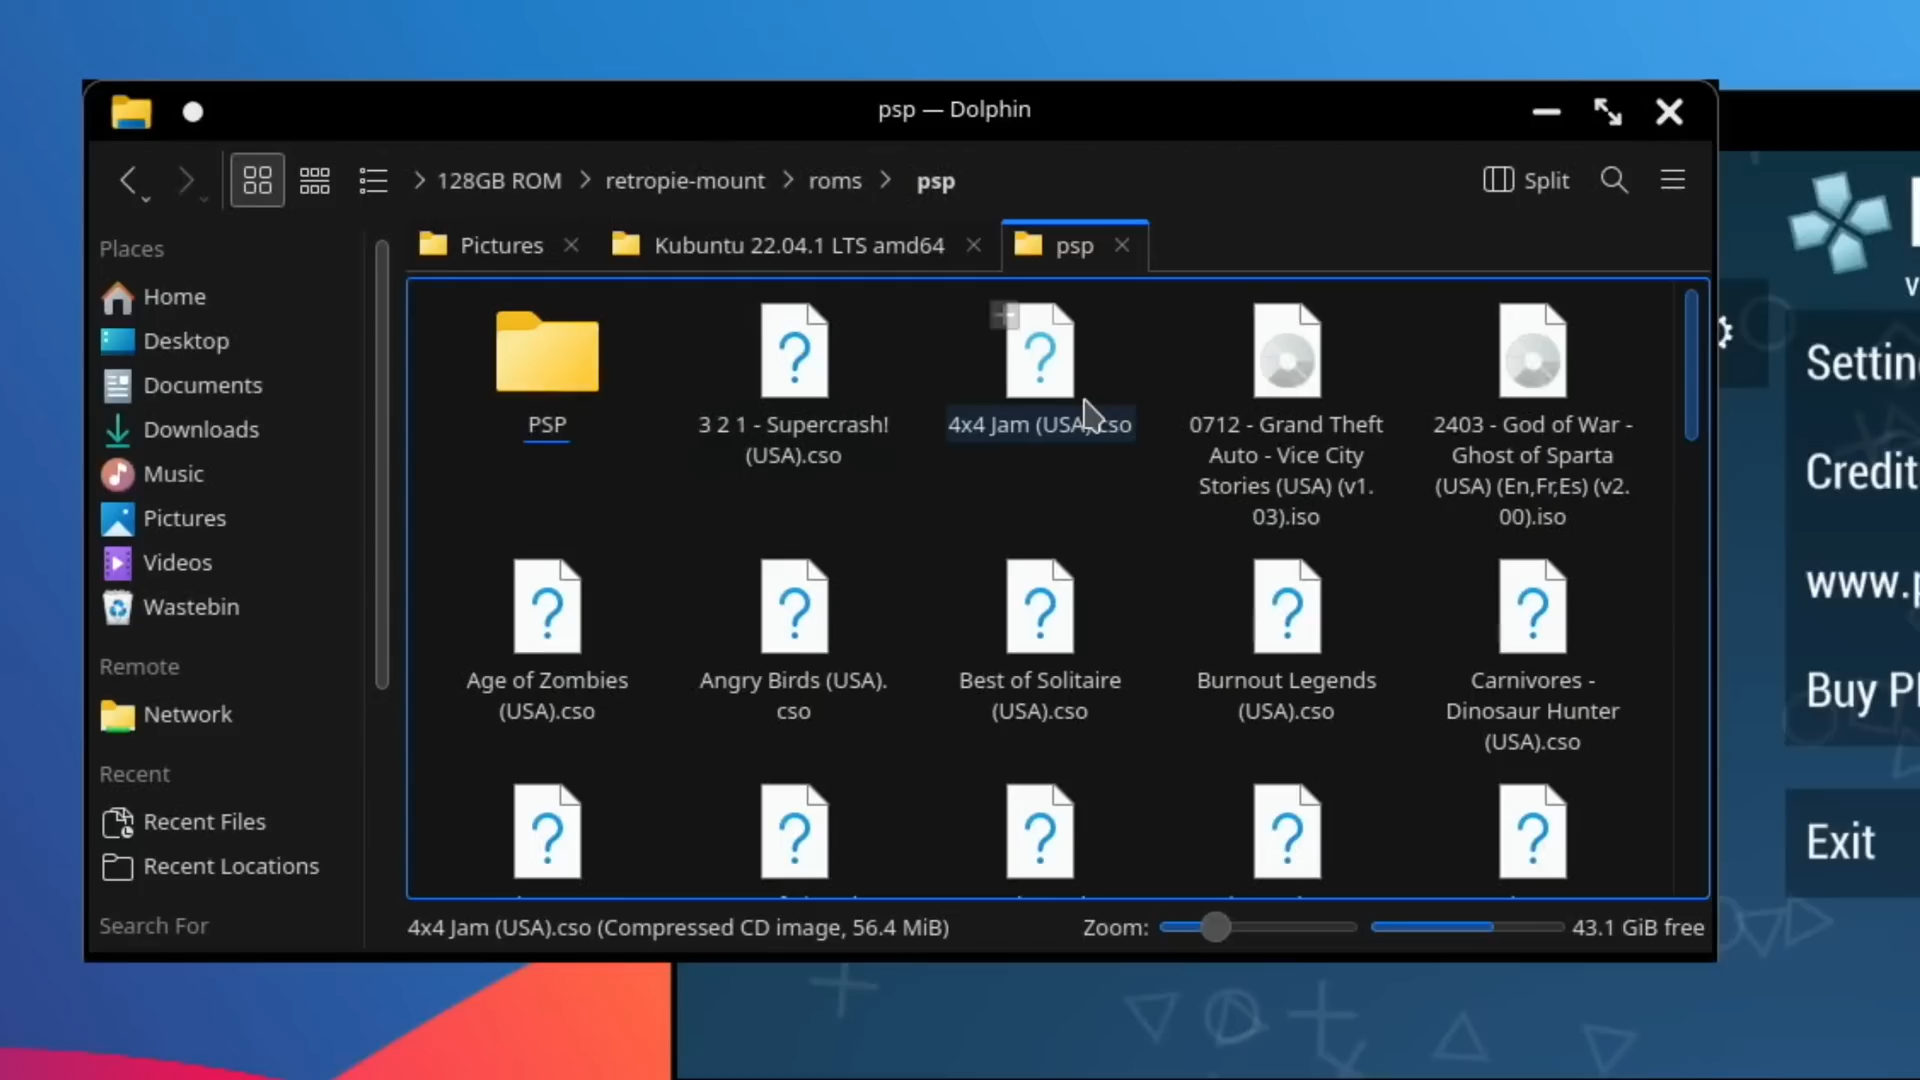 psp — Dolphin
128GB ROM
retropie-mount
roms
psp
Split
Places
Home
Desktop
Documents
Downloads
Music
Pictures
Videos
Wastebin
Remote
Network
Recent
Recent Files
Recent Locations
Search For
Pictures
Kubuntu 22.04.1 LTS amd64
psp
PSP
3 2 1 - Supercrash!
(USA).cso
4x4 Jam (USA).cso
0712 - Grand Theft
Auto - Vice City
Stories (USA) (v1.
03).iso
2403 - God of War -
Ghost of Sparta
(USA) (En,Fr,Es) (v2.
00).iso
Age of Zombies
(USA).cso
Angry Birds (USA).
cso
Best of Solitaire
(USA).cso
Burnout Legends
(USA).cso
Carnivores -
Dinosaur Hunter
(USA).cso
4x4 Jam (USA).cso (Compressed CD image, 56.4 MiB)
Zoom:
43.1 GiB free
v
Settin
Credit
www.p
Buy P
Exit